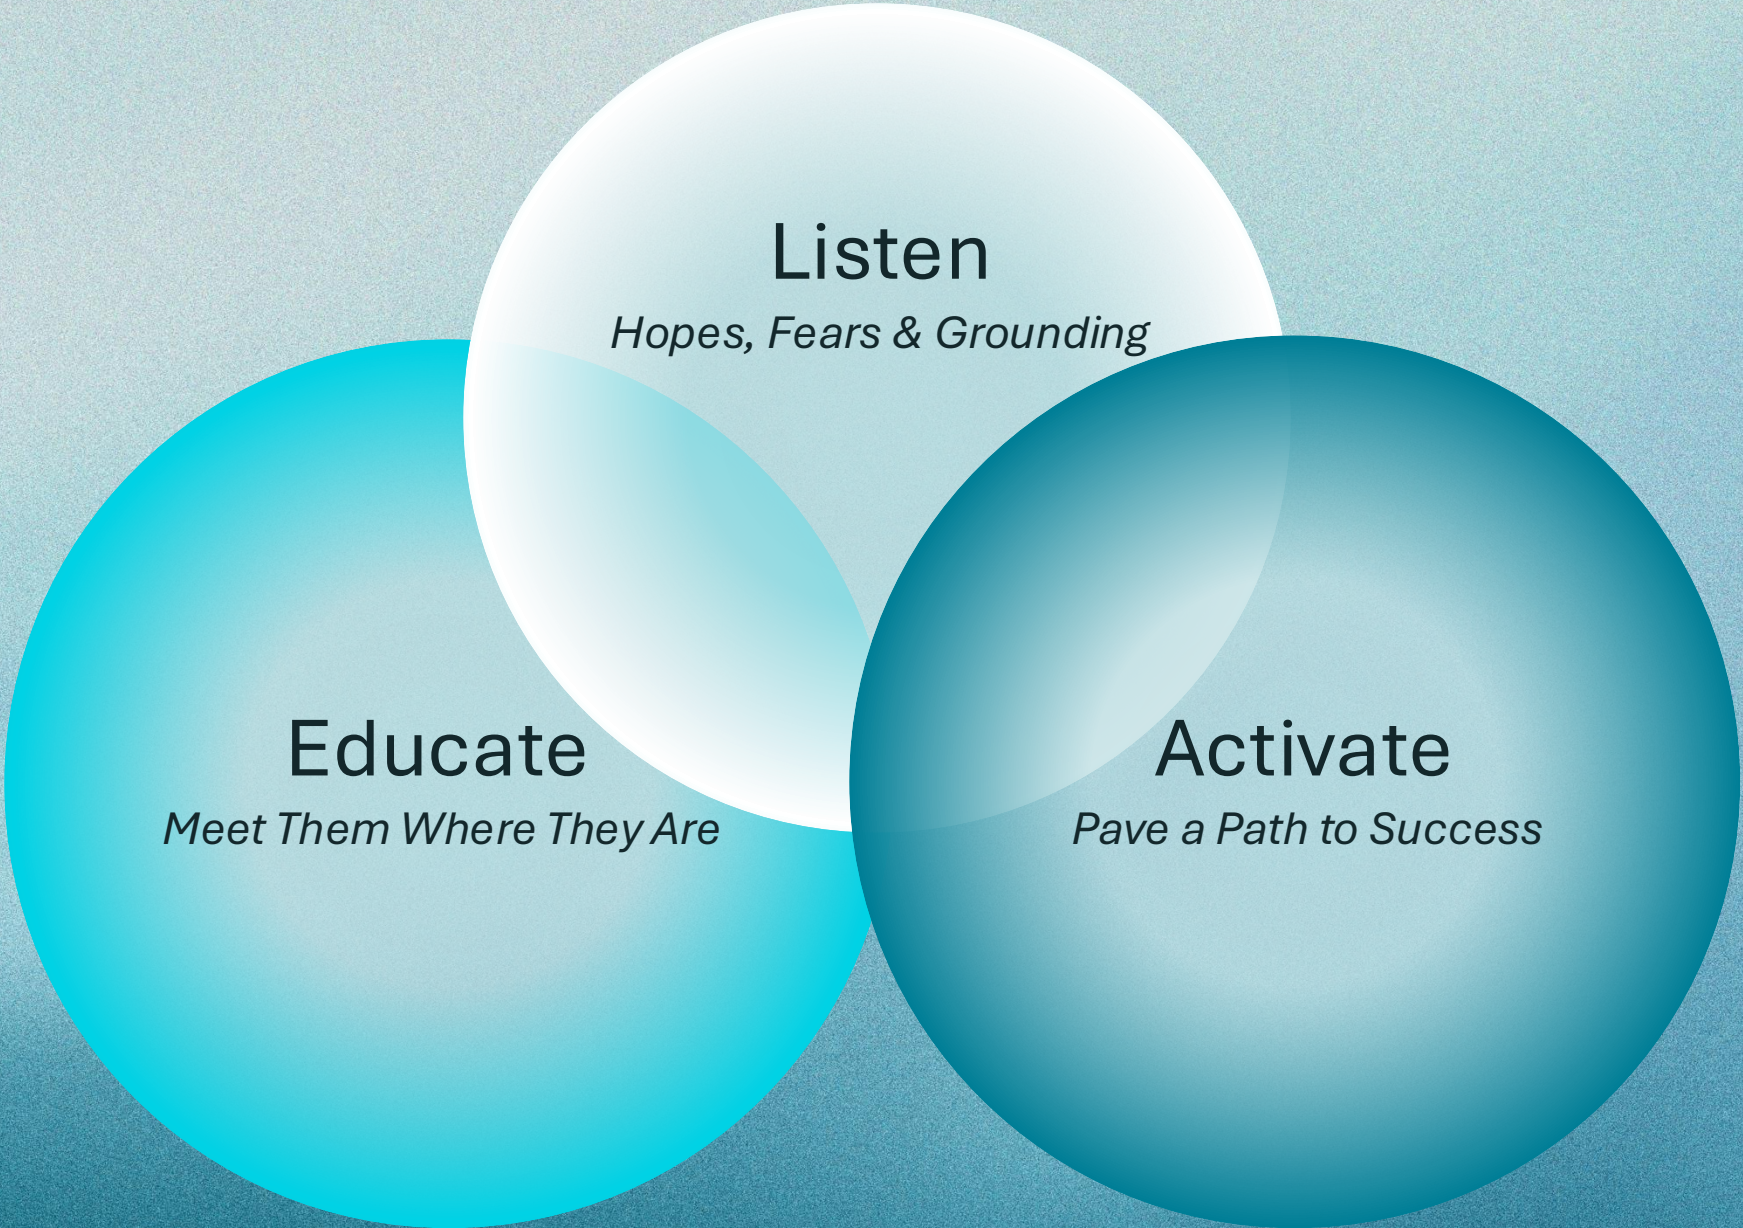 Listen
Hopes, Fears & Grounding
Educate
Meet Them Where They Are
Activate
Pave a Path to Success